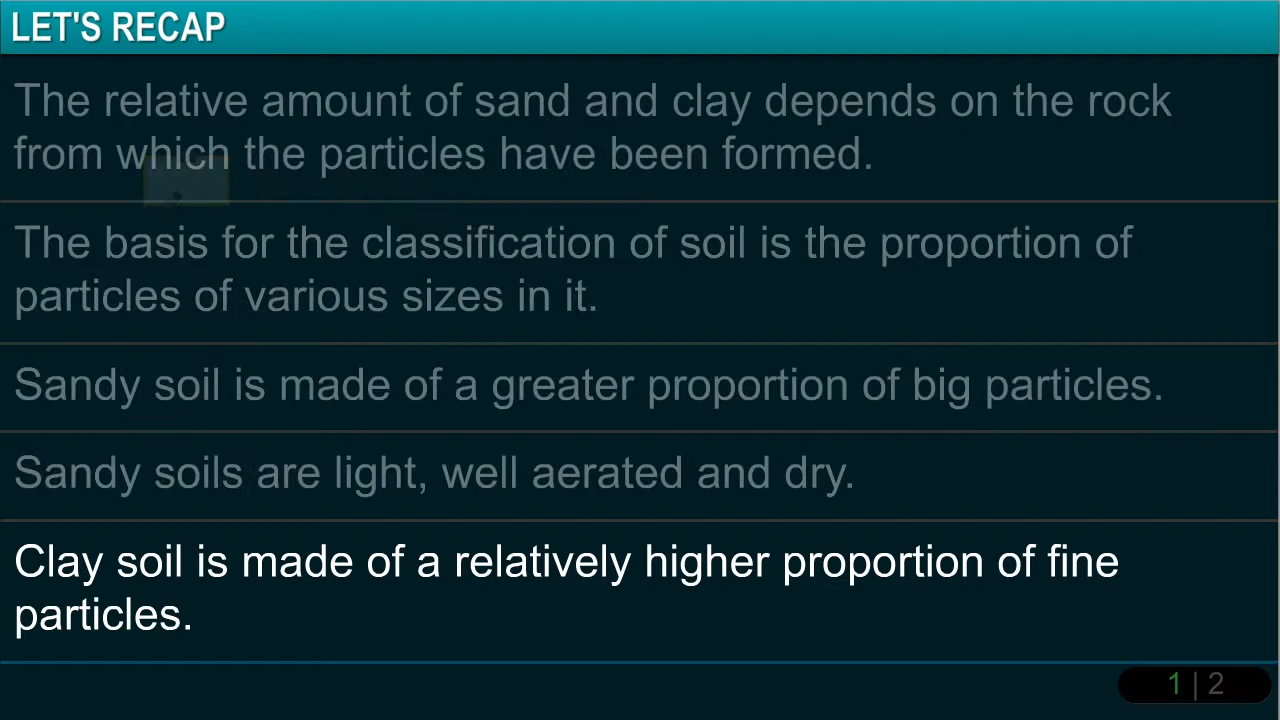 LET'S RECAP
The relative amount of sand and clay depends on the rock
from which the particles have been formed.
The basis for the classification of soil is the proportion of
particles of various sizes in it.
Sandy soil is made of a greater proportion of big particles.
Sandy soils are light, well aerated and dry.
Clay soil is made of a relatively higher proportion of fine
particles.
1 | 2